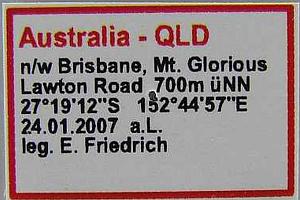 Australia - QLD
n/w Brisbane, Mt. Glorious
Lawton Road, 700m üNN
27°19'12"S 152°44'57"E
24.01.2007 a.L.
leg. E. Friedrich